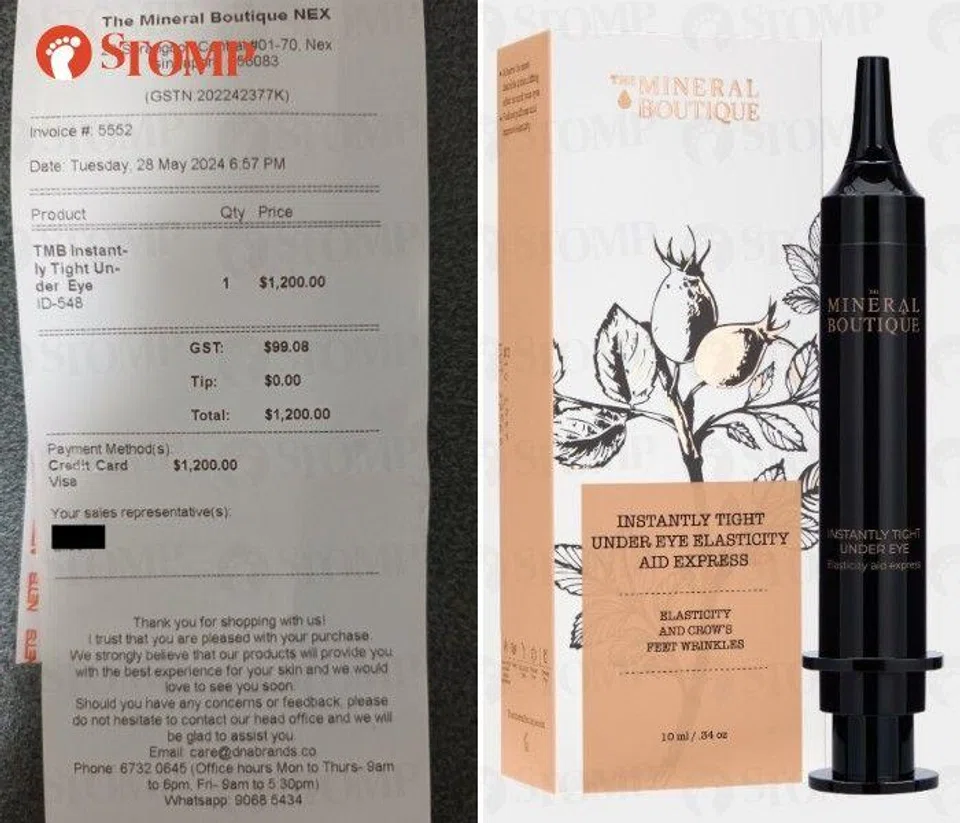 The Mineral Boutique NEX
STOMP
#01-70, Nex
(GSTN.202242377K)
Invoice #: 5552
Date: Tuesday, 28 May 2024 6:57 PM
Product Qty Price
TMB Instant-
ly Tight Un-
der Eye
ID-548
1 $1,200.00
GST: $99.08
Tip: $0.00
Total: $1,200.00
Payment Method(s):
Credit Card $1,200.00
Visa
Your sales representative(s):
NETS
NETS
Thank you for shopping with us!
I trust that you are pleased with your purchase.
We strongly believe that our products will provide you
with the best experience for your skin and we would
love to see you soon.
Should you have any concerns or feedback, please
do not hesitate to contact our head office and we will
be glad to assist you.
Email: care@dnabrands.co
Phone: 6732 0645 (Office hours Mon to Thurs- 9am
to 6pm, Fri- 9am to 5:30pm)
Whatsapp: 9068 5434
THE MINERAL
BOUTIQUE
INSTANTLY TIGHT
UNDER EYE ELASTICITY
AID EXPRESS
ELASTICITY
AND CROW'S
FEET WRINKLES
10 ml / .34 oz
THE
MINERAL
BOUTIQUE
INSTANTLY TIGHT
UNDER EYE
Elasticity aid express